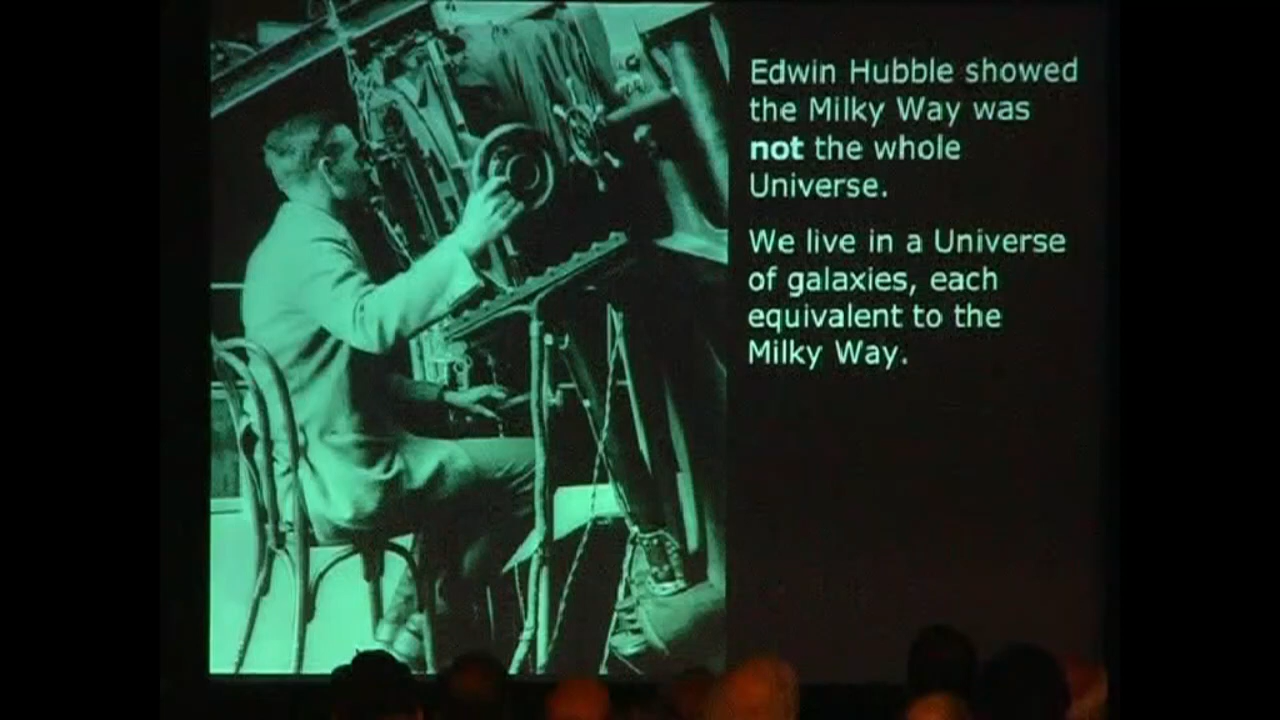 Edwin Hubble showed
the Milky Way was
not the whole
Universe.
We live in a Universe
of galaxies, each
equivalent to the
Milky Way.